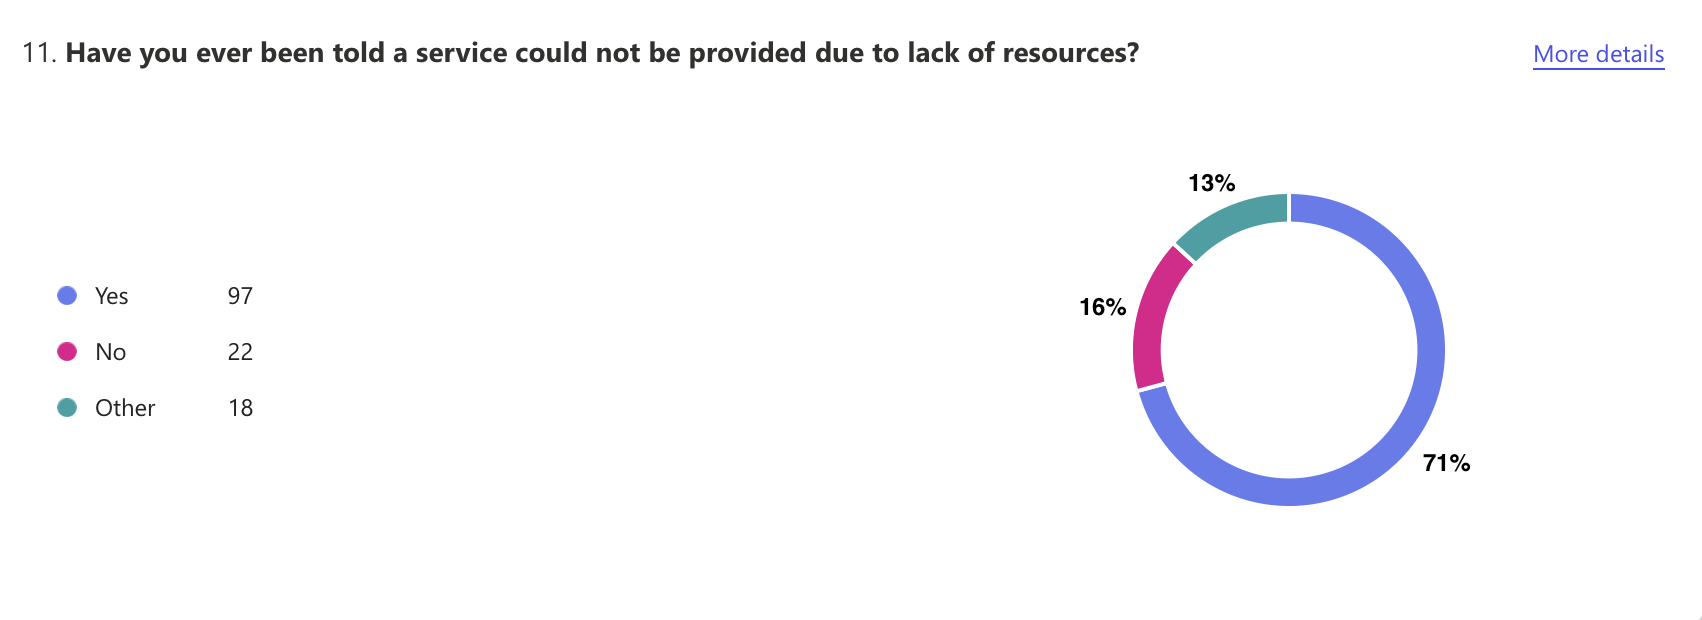 11. Have you ever been told a service could not be provided due to lack of resources?
More details
Yes 97
No 22
Other 18
13%
16%
71%